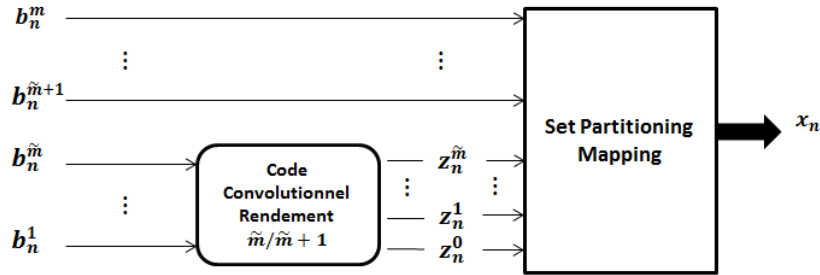 b_n^m
⋮ ⋮
b_n^{m̃+1}
b_n^{m̃}
⋮
b_n^1
Code
Convolutionnel
Rendement
m̃/m̃ + 1
z_n^{m̃}
⋮ ⋮
z_n^1
z_n^0
Set Partitioning
Mapping
x_n